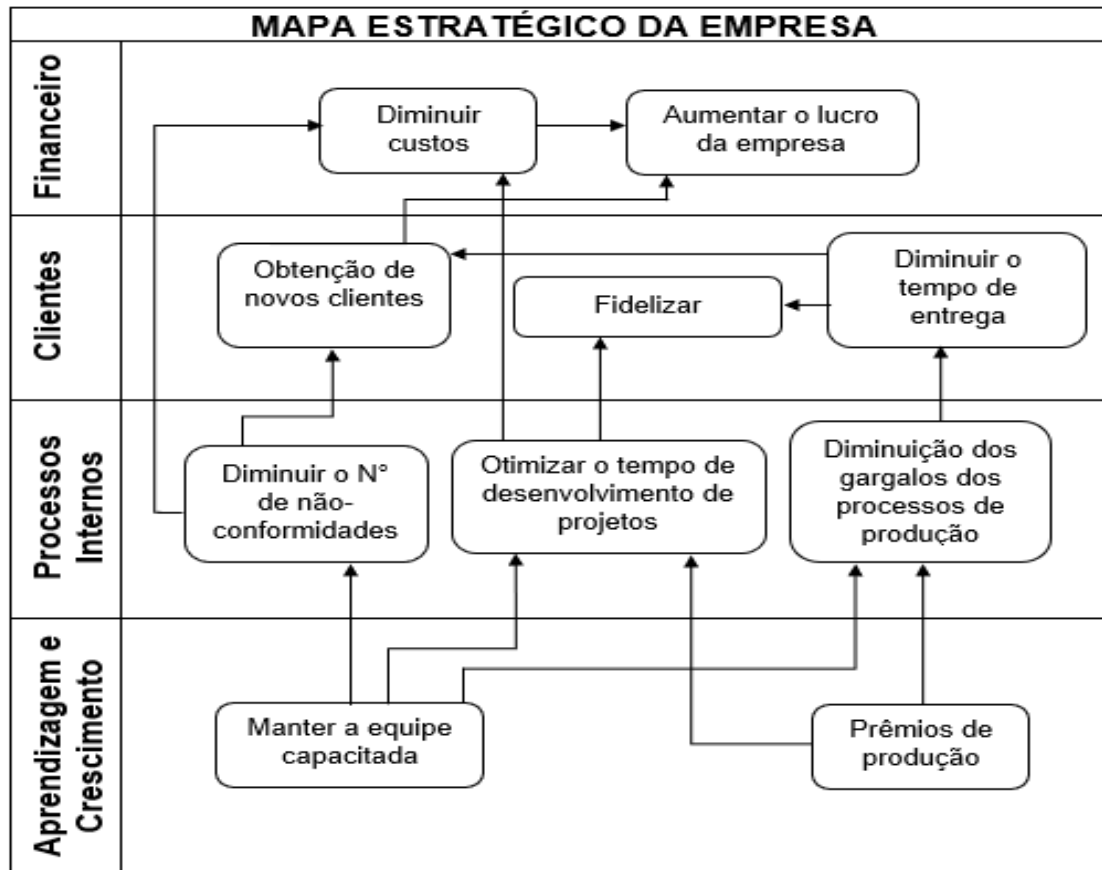 MAPA ESTRATÉGICO DA EMPRESA
Financeiro
Diminuir
custos
Aumentar o lucro
da empresa
Clientes
Obtenção de
novos clientes
Fidelizar
Diminuir o
tempo de
entrega
Processos
Internos
Diminuir o N°
de não-
conformidades
Otimizar o tempo de
desenvolvimento de
projetos
Diminuição dos
gargalos dos
processos de
produção
Aprendizagem e
Crescimento
Manter a equipe
capacitada
Prêmios de
produção